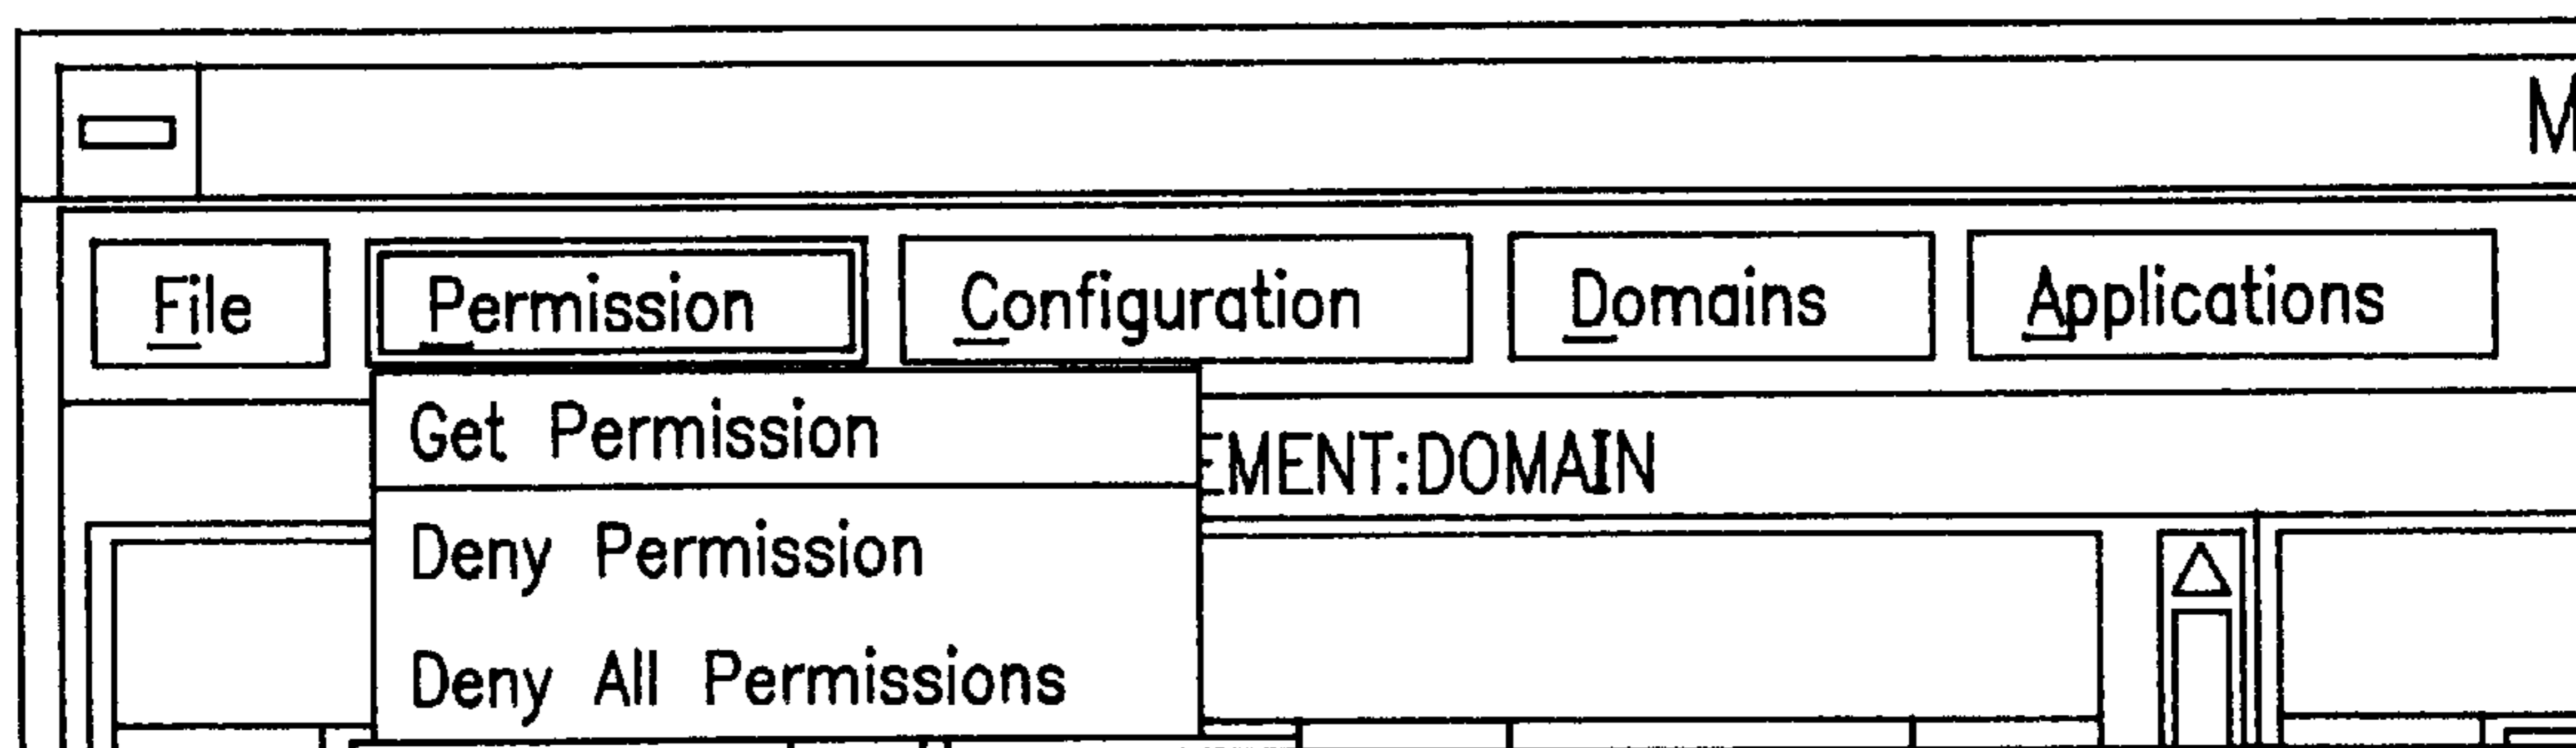 M
File Permission Configuration Domains Applications
Get Permission
EMENT:DOMAIN
Deny Permission
Deny All Permissions